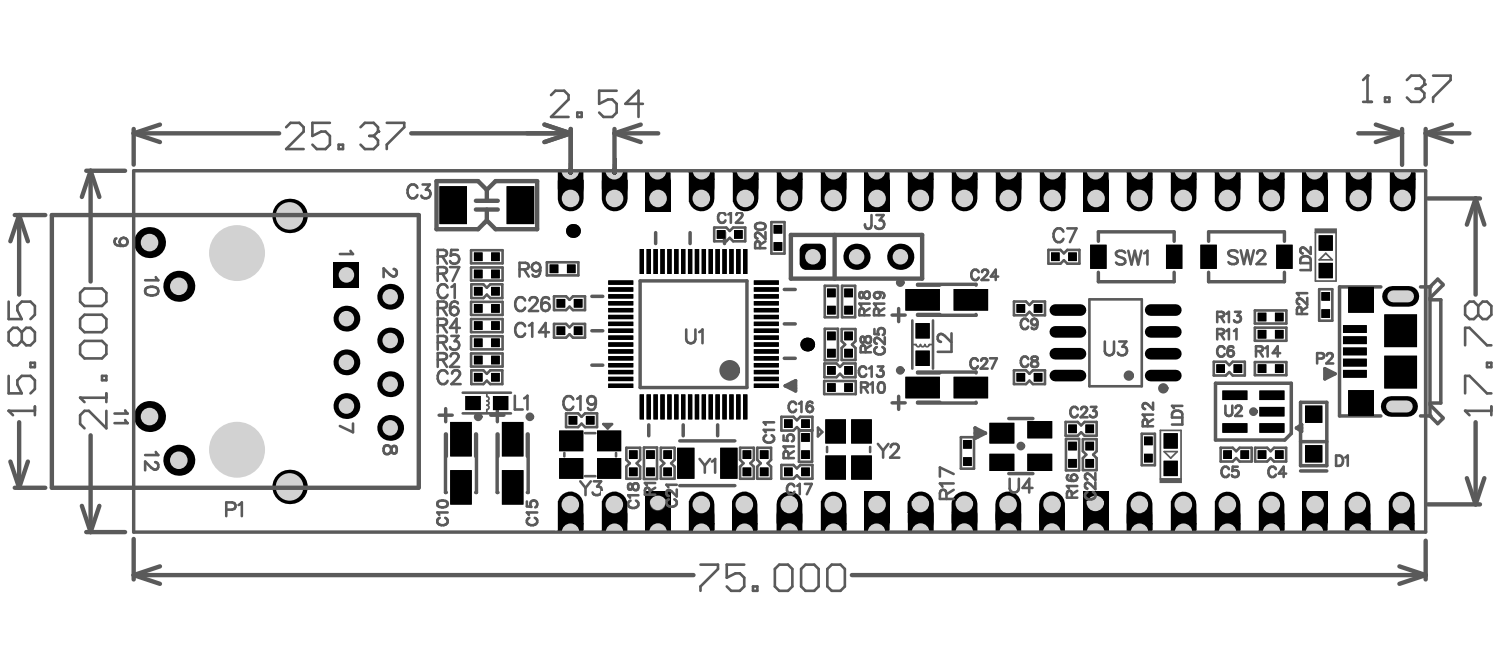 1.37
2.54
25.37
C3
C12
R20
J3
9
10
1
2
R5
R7
C1
R6
R4
R3
R2
C2
R9
C26
C14
U1
R18
R19
C24
C7
SW1
SW2
LD2
R21
15.85
21.000
17.78
R8
C25
L2
C13
R10
C27
C9
C8
U3
R13
R11
C6
R14
P2
11
12
7
8
L1
C19
C16
C11
R15
C17
Y2
C23
R12
LD1
U2
D1
C5
C4
P1
C10
C15
Y3
C18
C21
Y1
R17
U4
R16
C22
75.000